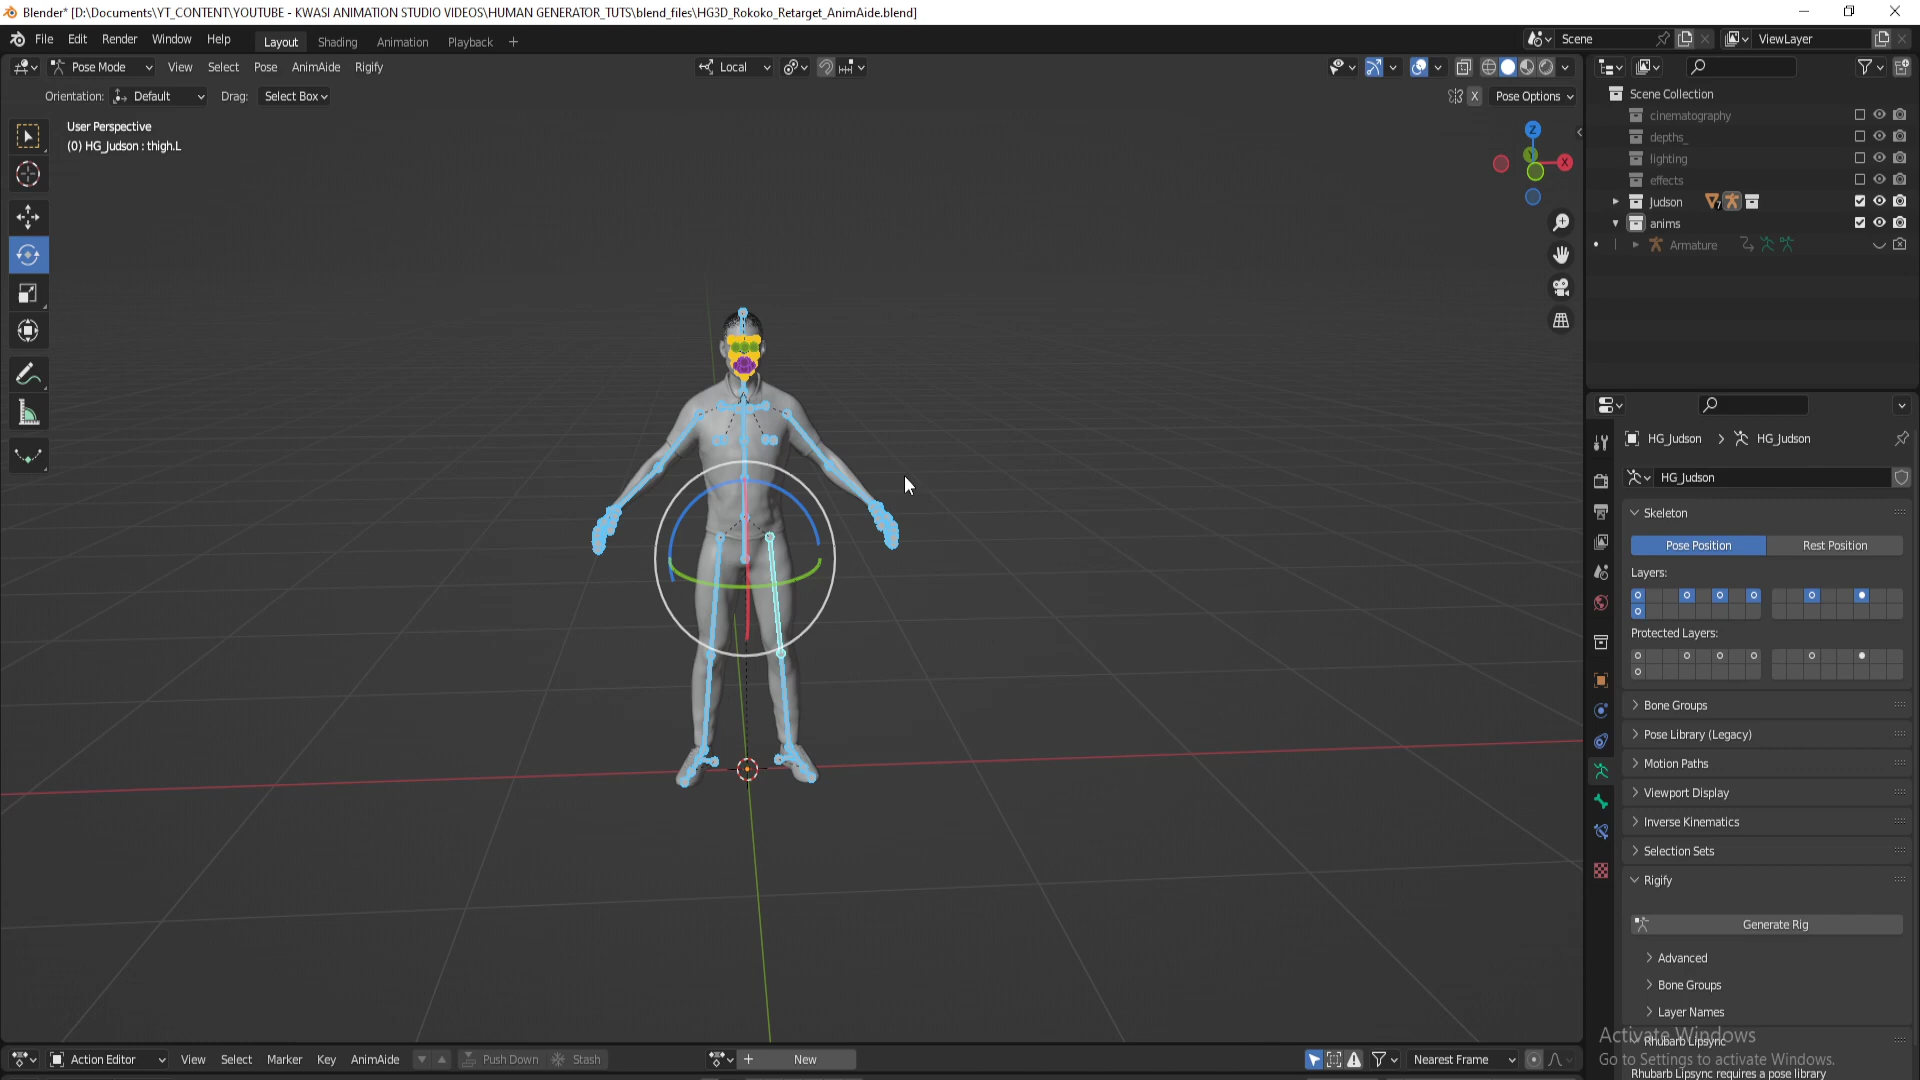 Blender* [D:\Documents\YT_CONTENT\YOUTUBE - KWASI ANIMATION STUDIO VIDEOS\HUMAN GENERATOR_TUTS\blend_files\HG3D_Rokoko_Retarget_AnimAide.blend]
File Edit Render Window Help Layout Shading Animation Playback + Scene ViewLayer
Pose Mode View Select Pose AnimAide Rigify Local
Orientation: Default Drag: Select Box X Pose Options
User Perspective
(0) HG_Judson : thigh.L
Z
Y
X
Scene Collection
cinematography
depths_
lighting
effects
Judson 7
anims
Armature
HG_Judson > HG_Judson
HG_Judson
Skeleton
Pose Position Rest Position
Layers:
Protected Layers:
Bone Groups
Pose Library (Legacy)
Motion Paths
Viewport Display
Inverse Kinematics
Selection Sets
Rigify
Generate Rig
Advanced
Bone Groups
Layer Names
Activate Windows
Rhubarb Lipsync
Go to Settings to activate Windows.
Rhubarb Lipsync requires a pose library
Action Editor View Select Marker Key AnimAide Push Down Stash + New Nearest Frame